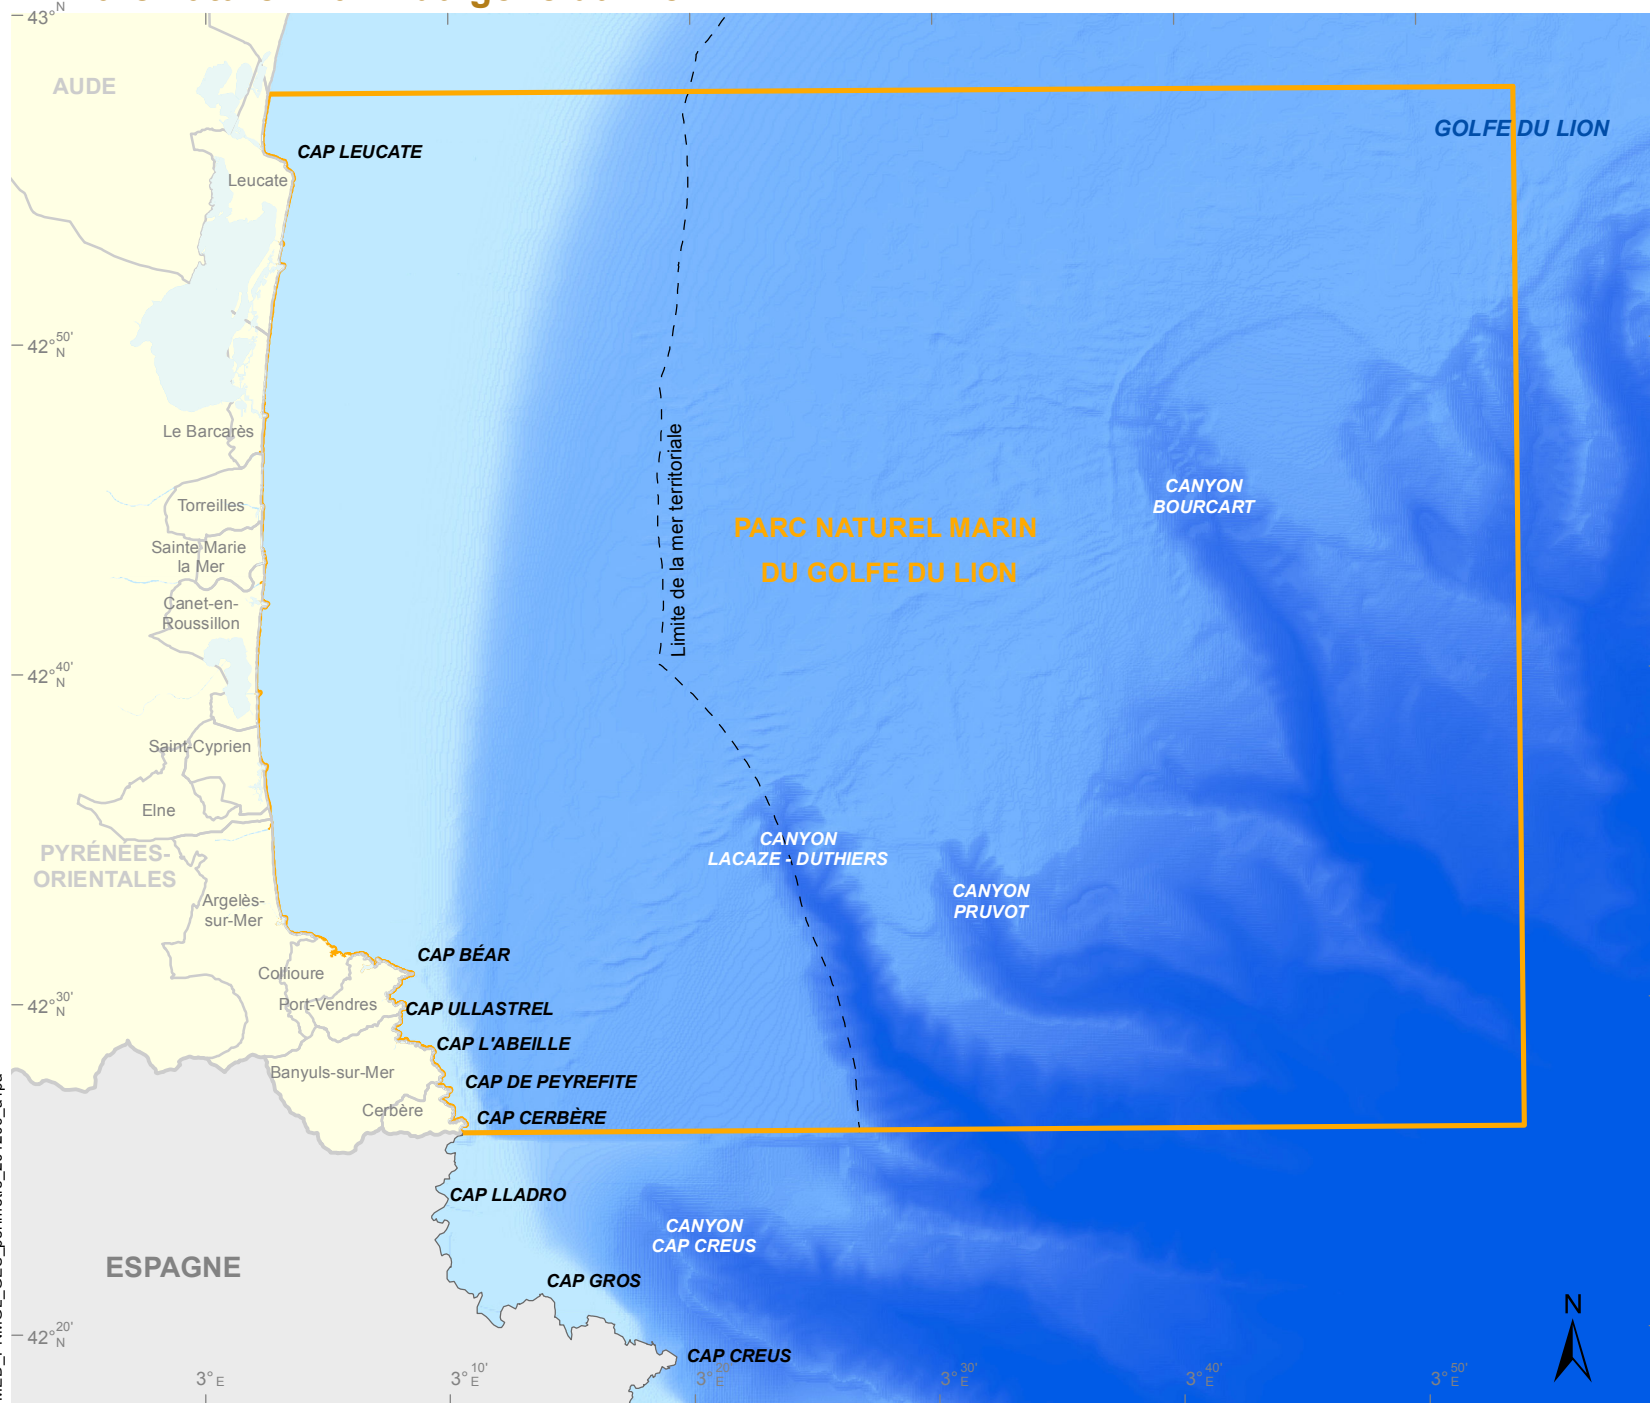 43° N
AUDE
GOLFE DU LION
CAP LEUCATE
Leucate
42° 50' N
Le Barcarès
Limite de la mer territoriale
Torreilles
CANYON
BOURCART
PARC NATUREL MARIN
DU GOLFE DU LION
Sainte Marie
la Mer
Canet-en-
Roussillon
42° 40' N
Saint-Cyprien
Elne
PYRÉNÉES-
ORIENTALES
CANYON
LACAZE - DUTHIERS
CANYON
PRUVOT
Argelès-
sur-Mer
CAP BÉAR
Collioure
Port-Vendres
42° 30' N
CAP ULLASTREL
CAP L'ABEILLE
Banyuls-sur-Mer
CAP DE PEYREFITE
Cerbère
CAP CERBÈRE
CAP LLADRO
CANYON
CAP CREUS
ESPAGNE
CAP GROS
N
42° 20' N
CAP CREUS
3° E
3° 10' E
3° 20' E
3° 30' E
3° 40' E
3° 50' E